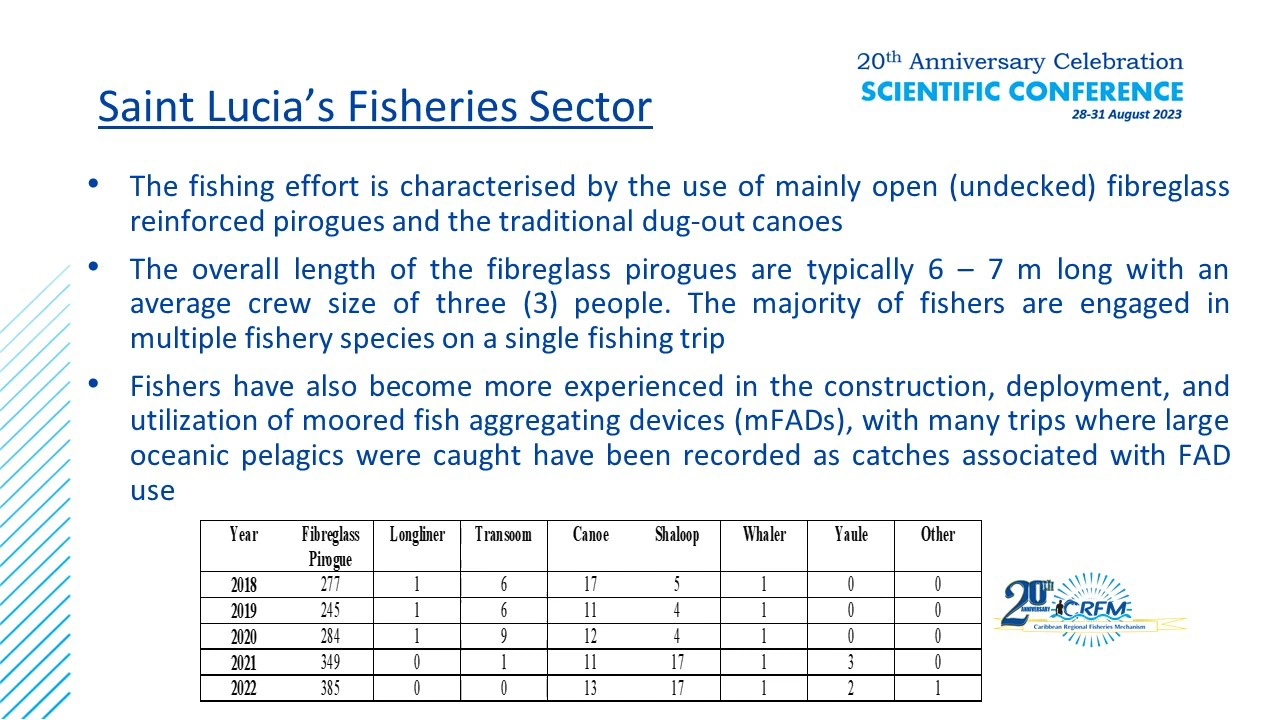 20th Anniversary Celebration
SCIENTIFIC CONFERENCE
28-31 August 2023
Saint Lucia’s Fisheries Sector
• The fishing effort is characterised by the use of mainly open (undecked) fibreglass
reinforced pirogues and the traditional dug-out canoes
• The overall length of the fibreglass pirogues are typically 6 – 7 m long with an
average crew size of three (3) people. The majority of fishers are engaged in
multiple fishery species on a single fishing trip
• Fishers have also become more experienced in the construction, deployment, and
utilization of moored fish aggregating devices (mFADs), with many trips where large
oceanic pelagics were caught have been recorded as catches associated with FAD
use
Year Fibreglass Longliner Transoom Canoe Shaloop Whaler Yaule Other
Pirogue
2018 277 1 6 17 5 1 0 0
2019 245 1 6 11 4 1 0 0
2020 284 1 9 12 4 1 0 0
2021 349 0 1 11 17 1 3 0
2022 385 0 0 13 17 1 2 1
20TH
ANNIVERSARY CRFM
Caribbean Regional Fisheries Mechanism